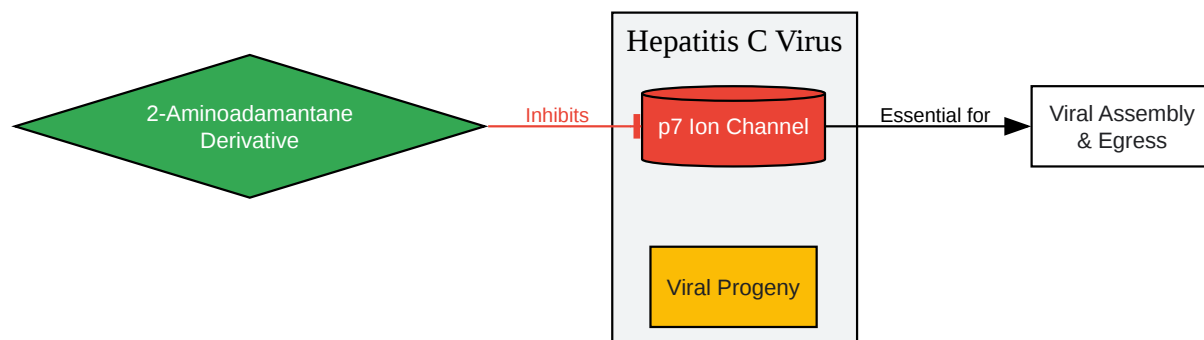 Hepatitis C Virus
2-Aminoadamantane
Derivative
Inhibits
p7 Ion Channel
Essential for
Viral Assembly
& Egress
Viral Progeny